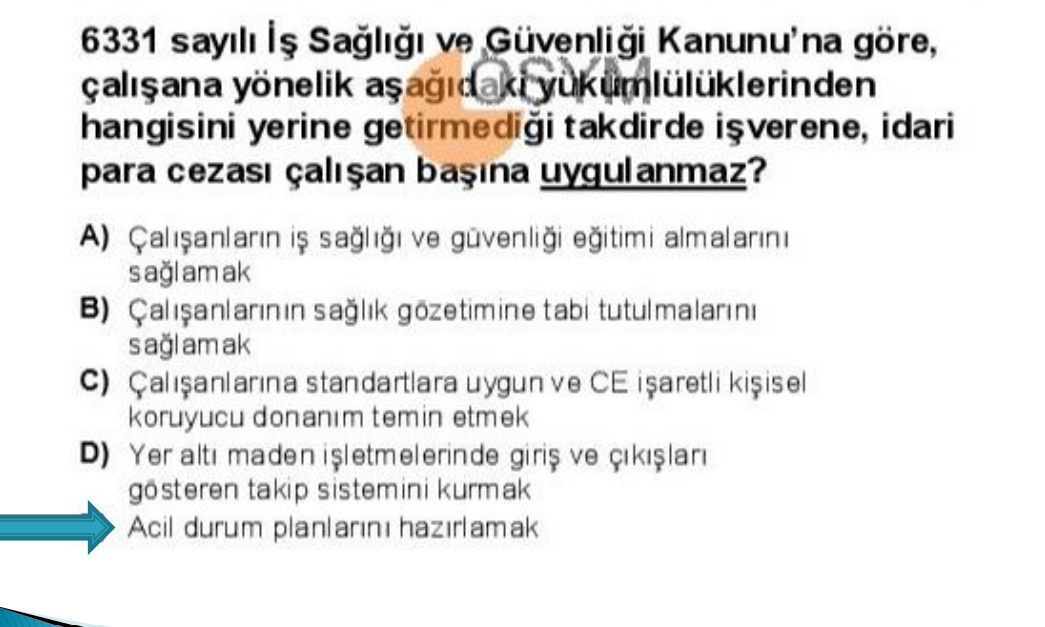 6331 sayılı İş Sağlığı ve Güvenliği Kanunu'na göre,
çalışana yönelik aşağıdaki yükümlülüklerinden
hangisini yerine getirmediği takdirde işverene, idari
para cezası çalışan başına uygulanmaz?
ÖSYM
A) Çalışanların iş sağlığı ve güvenliği eğitimi almalarını
sağlamak
B) Çalışanlarının sağlık gözetimine tabi tutulmalarını
sağlamak
C) Çalışanlarına standartlara uygun ve CE işaretli kişisel
koruyucu donanım temin etmek
D) Yer altı maden işletmelerinde giriş ve çıkışları
gösteren takip sistemini kurmak
Acil durum planlarını hazırlamak